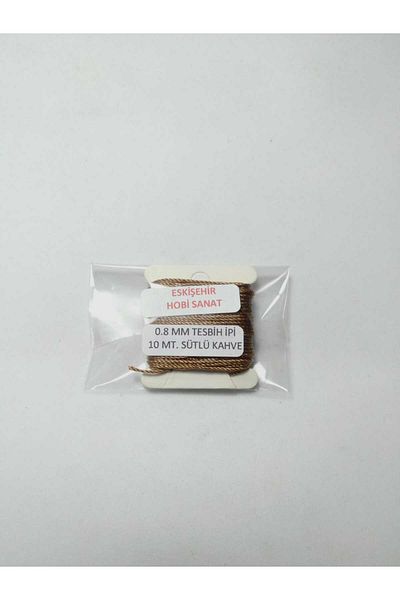 ESKİŞEHİR
HOBİ SANAT
0.8 MM TESBİH İPİ
10 MT. SÜTLÜ KAHVE